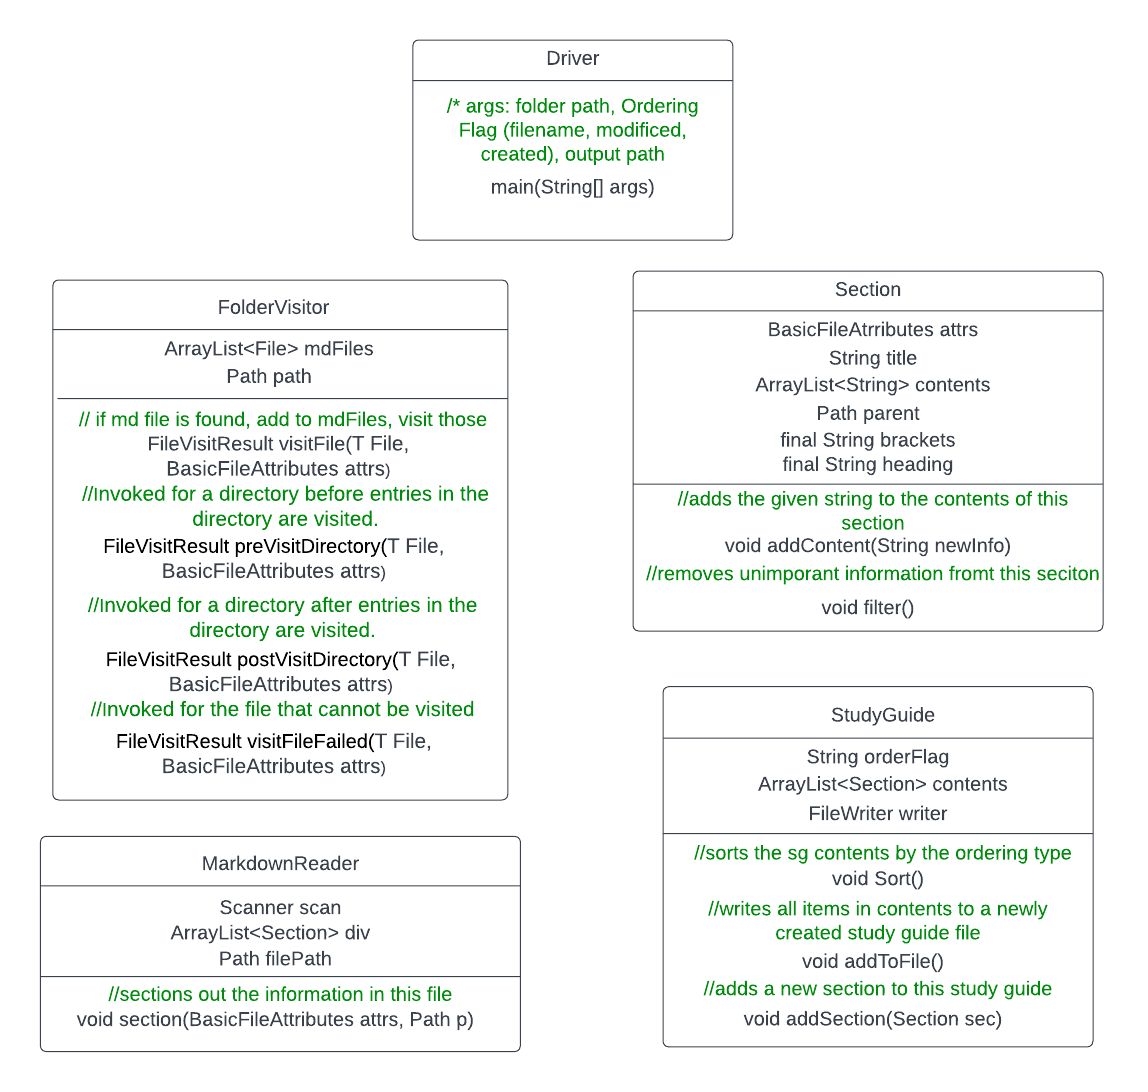 Driver
/* args: folder path, Ordering
Flag (filename, modificed,
created), output path
main(String[] args)
FolderVisitor
ArrayList<File> mdFiles
Path path
// if md file is found, add to mdFiles, visit those
FileVisitResult visitFile(T File,
BasicFileAttributes attrs)
//Invoked for a directory before entries in the
directory are visited.
FileVisitResult preVisitDirectory(T File,
BasicFileAttributes attrs)
//Invoked for a directory after entries in the
directory are visited.
FileVisitResult postVisitDirectory(T File,
BasicFileAttributes attrs)
//Invoked for the file that cannot be visited
FileVisitResult visitFileFailed(T File,
BasicFileAttributes attrs)
Section
BasicFileAtrributes attrs
String title
ArrayList<String> contents
Path parent
final String brackets
final String heading
//adds the given string to the contents of this
section
void addContent(String newInfo)
//removes unimporant information fromt this seciton
void filter()
MarkdownReader
Scanner scan
ArrayList<Section> div
Path filePath
//sections out the information in this file
void section(BasicFileAttributes attrs, Path p)
StudyGuide
String orderFlag
ArrayList<Section> contents
FileWriter writer
//sorts the sg contents by the ordering type
void Sort()
//writes all items in contents to a newly
created study guide file
void addToFile()
//adds a new section to this study guide
void addSection(Section sec)